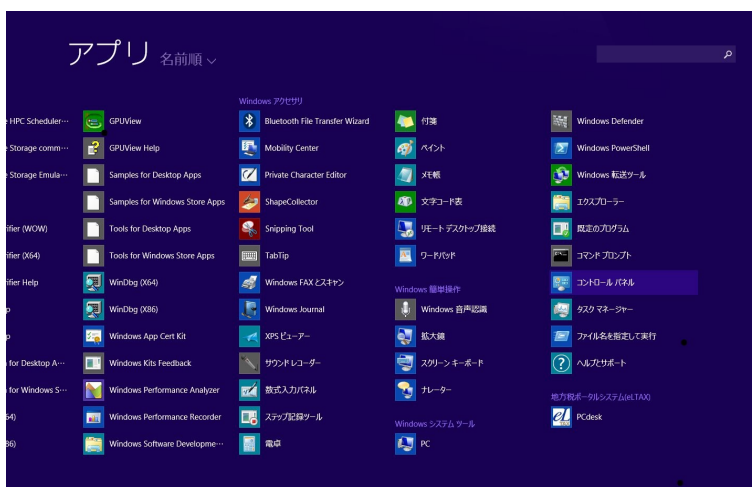 アプリ 名前順
HPC Scheduler…
Storage comm…
Storage Emula…
ifier (WOW)
ifier (X64)
ifier Help
p
p
for Desktop A…
for Windows S…
64)
86)
GPUView
GPUView Help
Samples for Desktop Apps
Samples for Windows Store Apps
Tools for Desktop Apps
Tools for Windows Store Apps
WinDbg (X64)
WinDbg (X86)
Windows App Cert Kit
Windows Kits Feedback
Windows Performance Analyzer
Windows Performance Recorder
Windows Software Developme…
Windows アクセサリ
Bluetooth File Transfer Wizard
Mobility Center
Private Character Editor
ShapeCollector
Snipping Tool
TabTip
Windows FAX とスキャン
Windows Journal
XPS ビューアー
サウンド レコーダー
数式入力パネル
ステップ記録ツール
電卓
付箋
ペイント
メモ帳
文字コード表
リモート デスクトップ接続
ワードパッド
Windows 簡単操作
Windows 音声認識
拡大鏡
スクリーン キーボード
ナレーター
Windows システム ツール
PC
Windows Defender
Windows PowerShell
Windows 転送ツール
エクスプローラー
既定のプログラム
コマンド プロンプト
コントロール パネル
タスク マネージャー
ファイル名を指定して実行
ヘルプとサポート
地方税ポータルシステム(eLTAX)
PCdesk